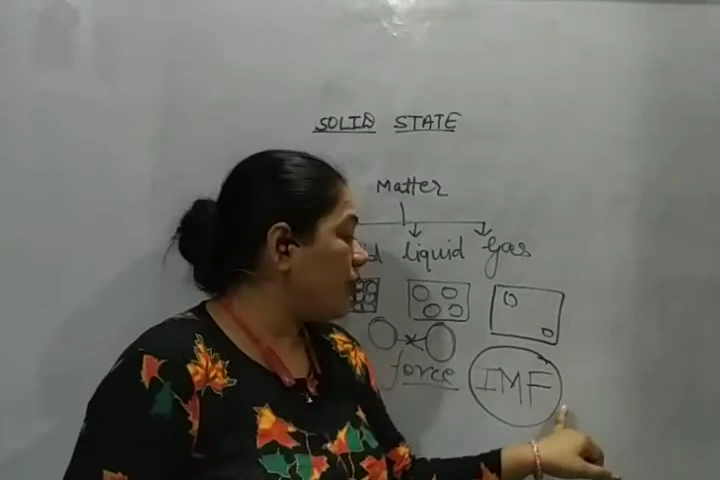 SOLID STATE
Matter
liquid gas
force
IMF